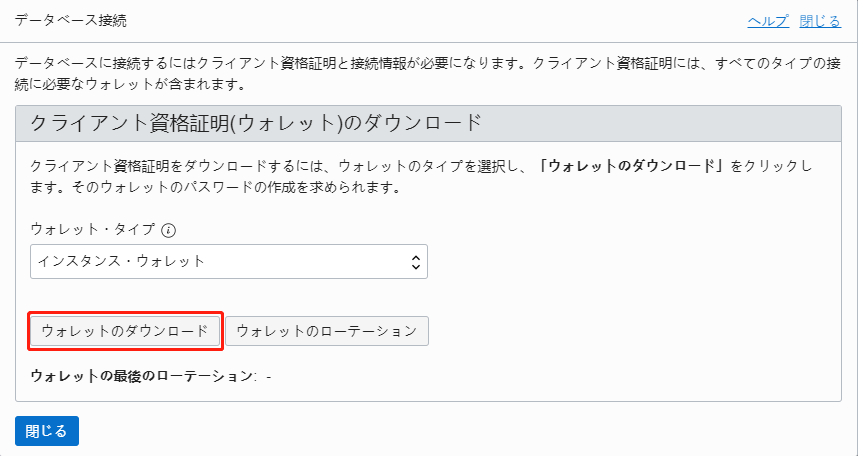 データベース接続
ヘルプ 閉じる
データベースに接続するにはクライアント資格証明と接続情報が必要になります。クライアント資格証明には、すべてのタイプの接
続に必要なウォレットが含まれます。
クライアント資格証明(ウォレット)のダウンロード
クライアント資格証明をダウンロードするには、ウォレットのタイプを選択し、「ウォレットのダウンロード」をクリックし
ます。そのウォレットのパスワードの作成を求められます。
ウォレット・タイプ
インスタンス・ウォレット
ウォレットのダウンロード ウォレットのローテーション
ウォレットの最後のローテーション: -
閉じる